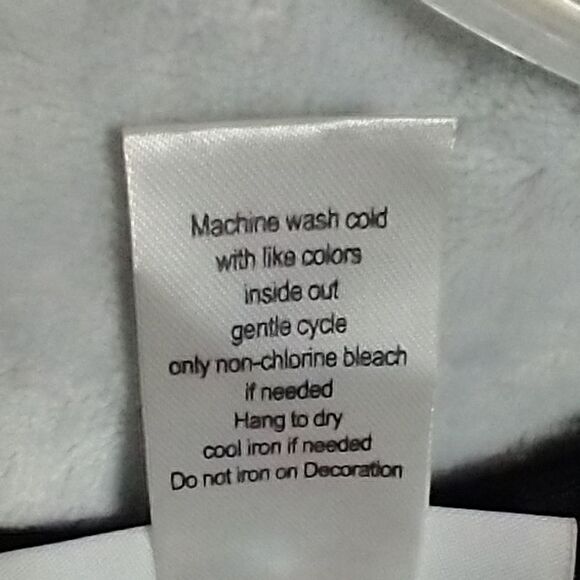 Machine wash cold
with like colors
inside out
gentle cycle
only non-chlorine bleach
if needed
Hang to dry
cool iron if needed
Do not iron on Decoration